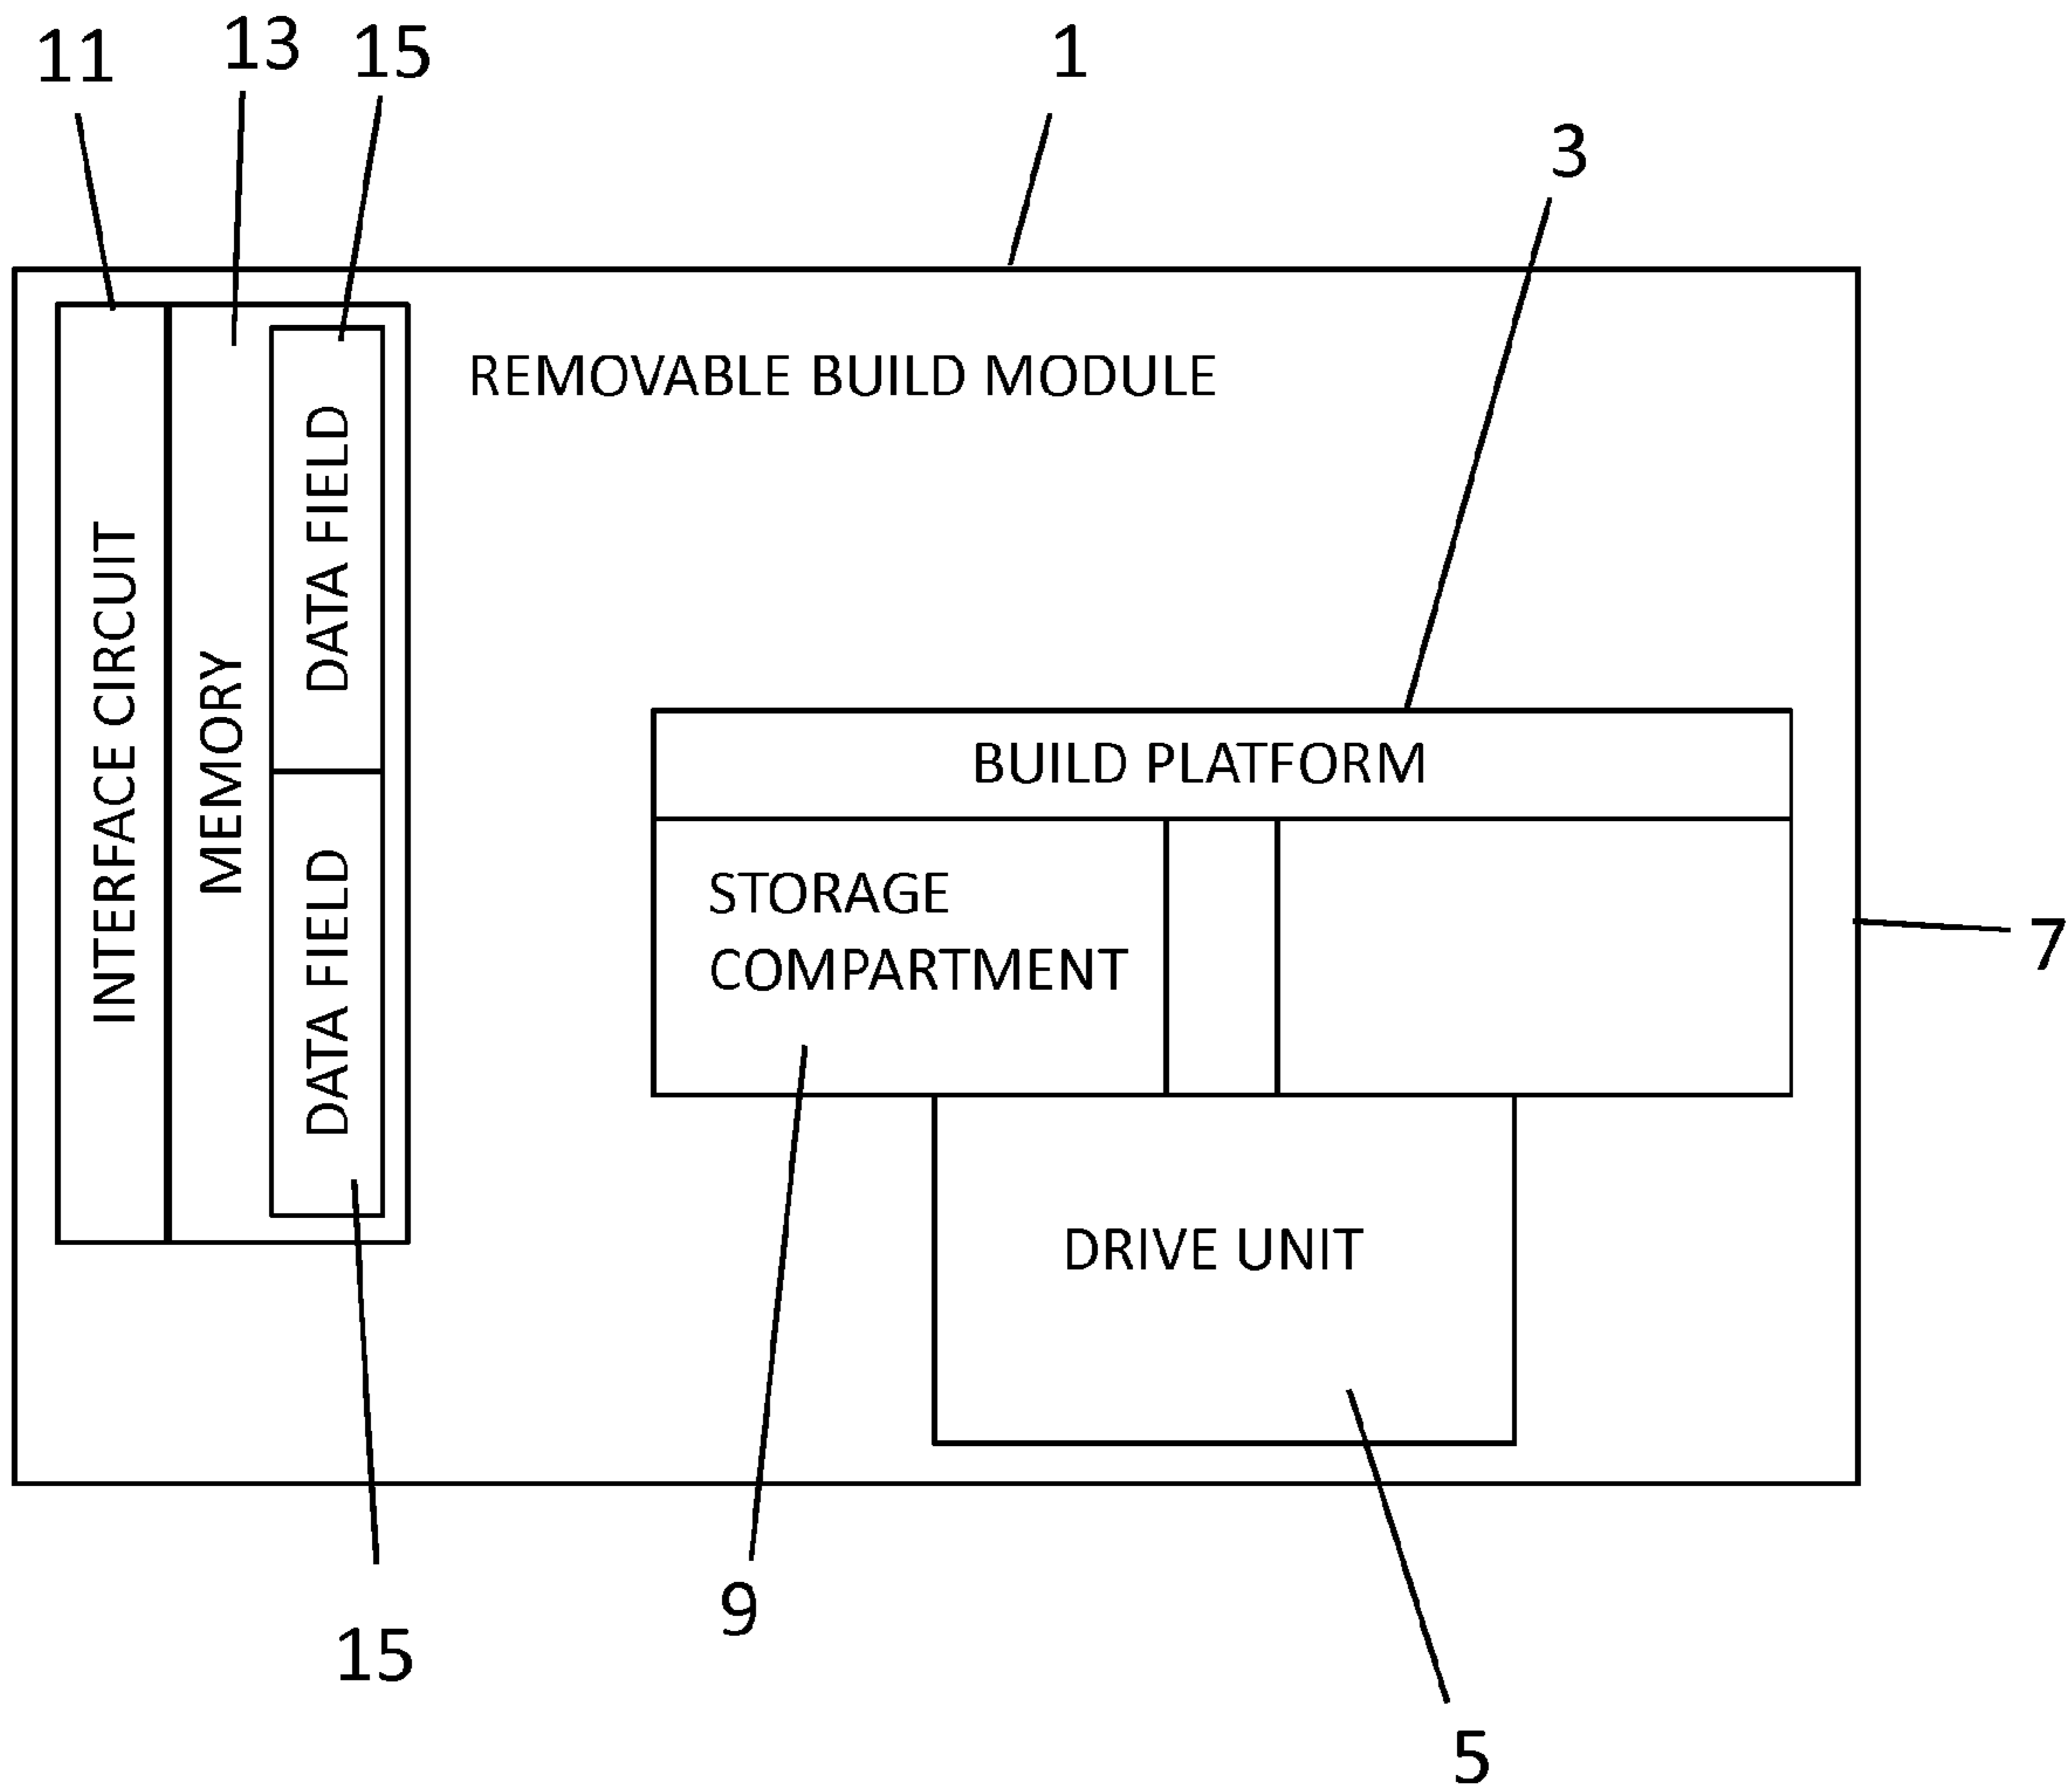 11
13
15
1
3
REMOVABLE BUILD MODULE
INTERFACE CIRCUIT
MEMORY
DATA FIELD
DATA FIELD
BUILD PLATFORM
STORAGE
COMPARTMENT
7
DRIVE UNIT
9
15
5